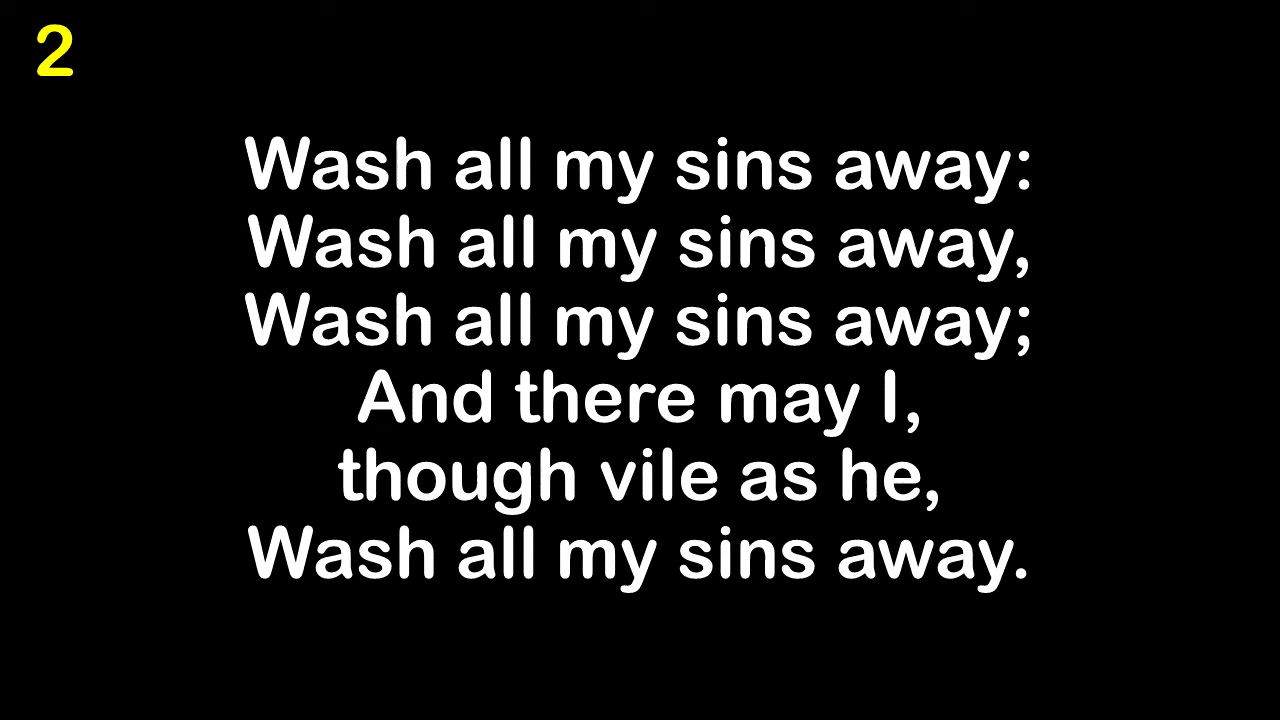 2
Wash all my sins away:
Wash all my sins away,
Wash all my sins away;
And there may I,
though vile as he,
Wash all my sins away.